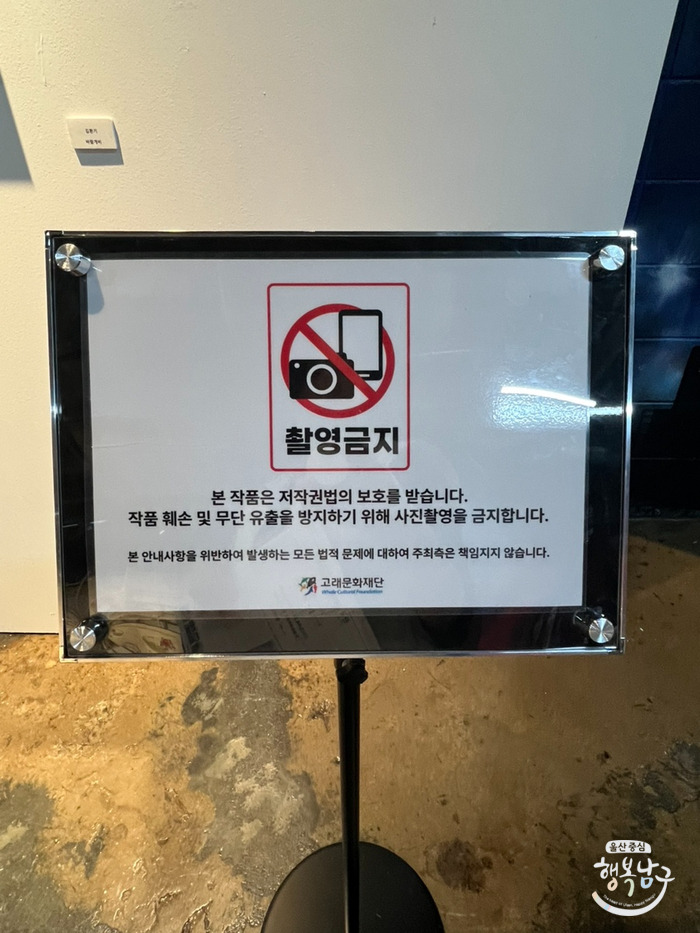 김봉기
촬영금지
본 작품은 저작권법의 보호를 받습니다.
작품 훼손 및 무단 유출을 방지하기 위해 사진촬영을 금지합니다.
본 안내사항을 위반하여 발생하는 모든 법적 문제에 대하여 주최측은 책임지지 않습니다.
고래문화재단
Whale Cultural Foundation
울산 중심
행복남구